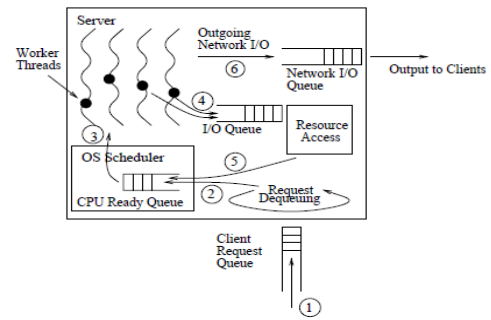 Server
Outgoing
Network I/O
Worker
Threads
6
Network I/O
Queue
Output to Clients
4
I/O Queue
Resource
Access
3
OS Scheduler
5
CPU Ready Queue
2
Request
Dequeuing
Client
Request
Queue
1